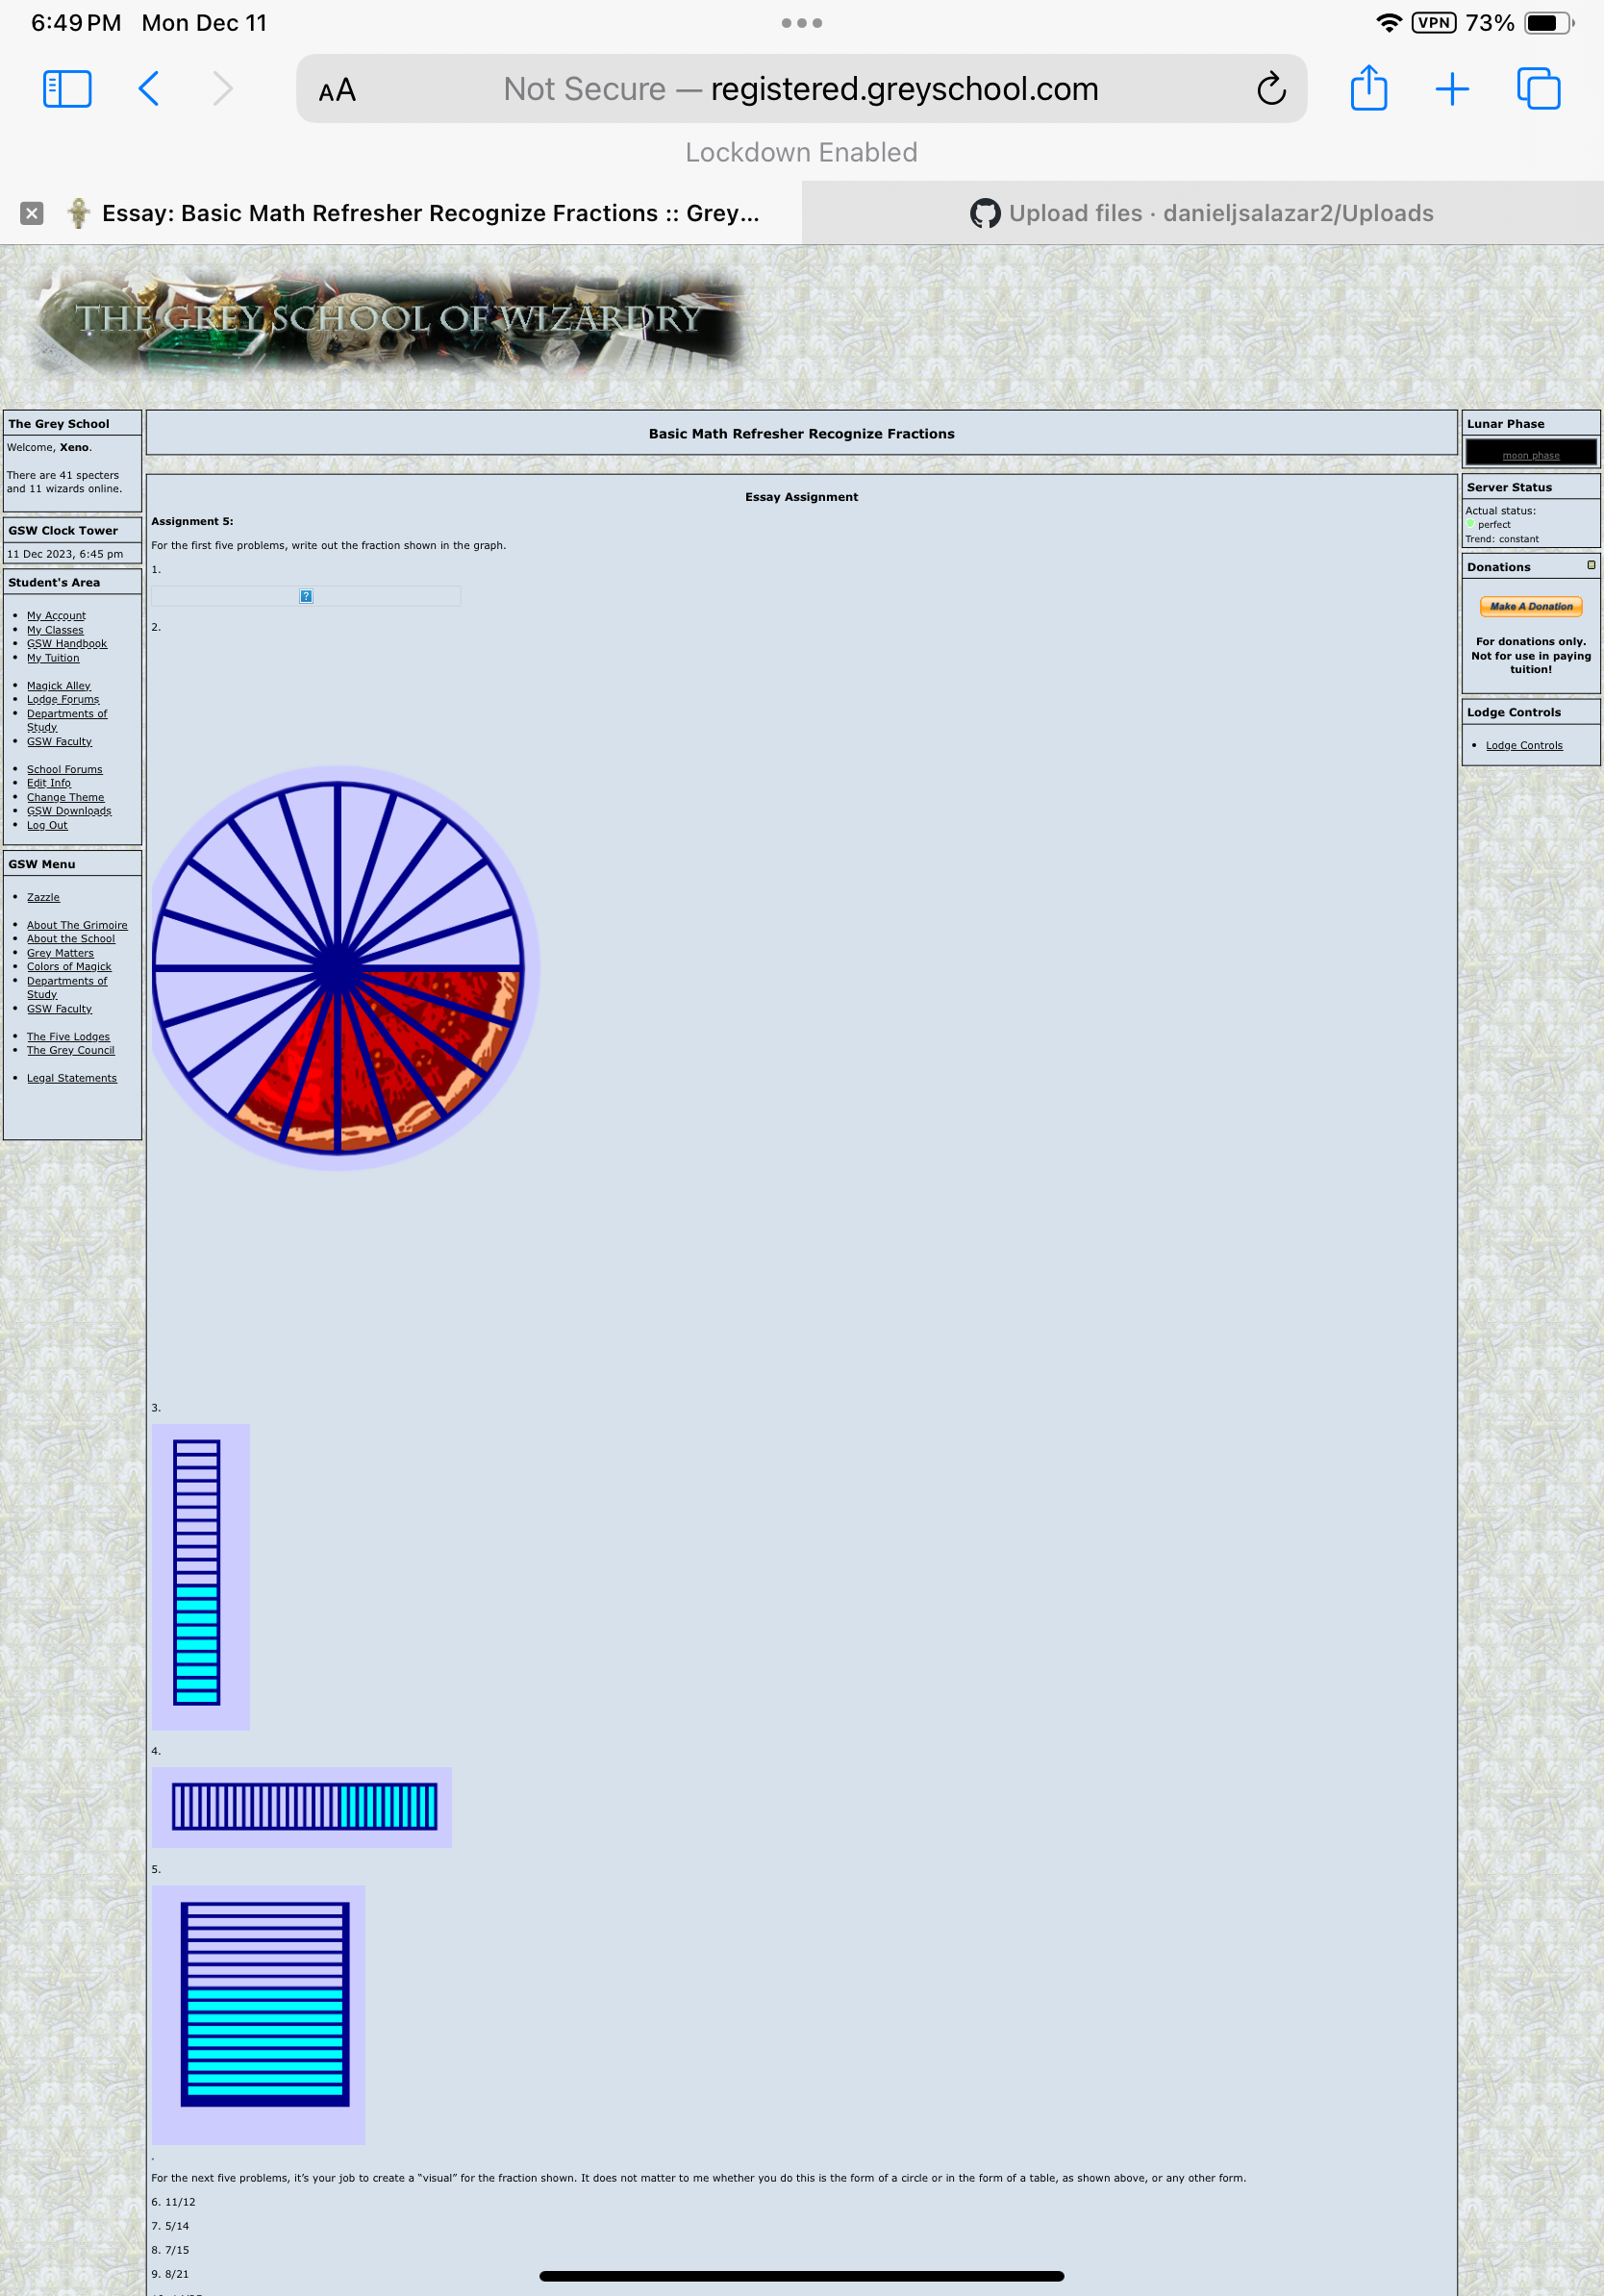 6:49 PM Mon Dec 11
VPN 73%
AA Not Secure — registered.greyschool.com
Lockdown Enabled
Essay: Basic Math Refresher Recognize Fractions :: Grey...
Upload files · danieljsalazar2/Uploads
THE GREY SCHOOL OF WIZARDRY
The Grey School
Welcome, Xeno.
There are 41 specters
and 11 wizards online.
GSW Clock Tower
11 Dec 2023, 6:45 pm
Student's Area
• My Account
• My Classes
• GSW Handbook
• My Tuition
• Magick Alley
• Lodge Forums
• Departments of
Study
• GSW Faculty
• School Forums
• Edit Info
• Change Theme
• GSW Downloads
• Log Out
GSW Menu
• Zazzle
• About The Grimoire
• About the School
• Grey Matters
• Colors of Magick
• Departments of
Study
• GSW Faculty
• The Five Lodges
• The Grey Council
• Legal Statements
Basic Math Refresher Recognize Fractions
Essay Assignment
Assignment 5:
For the first five problems, write out the fraction shown in the graph.
1.
?
2.
3.
4.
5.
.
For the next five problems, it’s your job to create a “visual” for the fraction shown. It does not matter to me whether you do this is the form of a circle or in the form of a table, as shown above, or any other form.
6. 11/12
7. 5/14
8. 7/15
9. 8/21
Lunar Phase
moon phase
Server Status
Actual status:
perfect
Trend: constant
Donations
Make A Donation
For donations only.
Not for use in paying
tuition!
Lodge Controls
• Lodge Controls